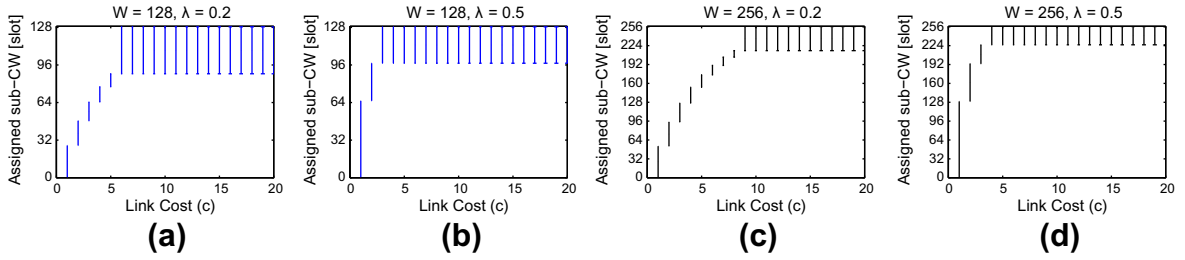 W = 128, λ = 0.2
Assigned sub-CW [slot]
128
96
64
32
0
0 5 10 15 20
Link Cost (c)
(a)
W = 128, λ = 0.5
Assigned sub-CW [slot]
128
96
64
32
0
0 5 10 15 20
Link Cost (c)
(b)
W = 256, λ = 0.2
Assigned sub-CW [slot]
256
224
192
160
128
96
64
32
0
0 5 10 15 20
Link Cost (c)
(c)
W = 256, λ = 0.5
Assigned sub-CW [slot]
256
224
192
160
128
96
64
32
0
0 5 10 15 20
Link Cost (c)
(d)